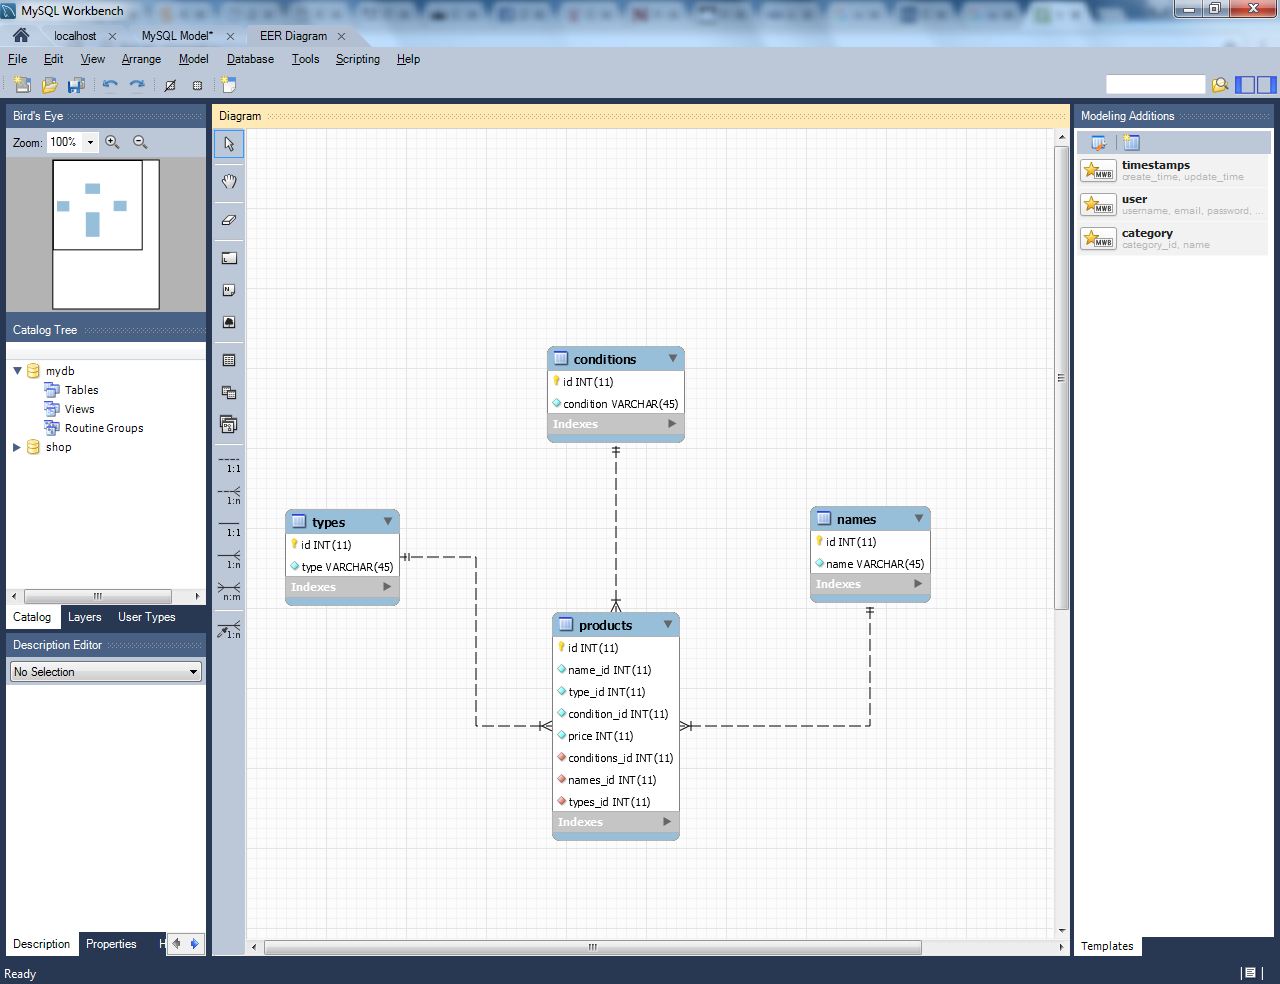 MySQL Workbench
localhost
MySQL Model*
EER Diagram
File Edit View Arrange Model Database Tools Scripting Help
Bird's Eye
Zoom: 100%
Catalog Tree
mydb
Tables
Views
Routine Groups
shop
Catalog Layers User Types
Description Editor
No Selection
Description Properties H
Ready
Diagram
L
N
1:1
1:n
1:1
1:n
n:m
1:n
conditions
id INT(11)
condition VARCHAR(45)
Indexes
types
id INT(11)
type VARCHAR(45)
Indexes
names
id INT(11)
name VARCHAR(45)
Indexes
products
id INT(11)
name_id INT(11)
type_id INT(11)
condition_id INT(11)
price INT(11)
conditions_id INT(11)
names_id INT(11)
types_id INT(11)
Indexes
Modeling Additions
MWB
timestamps
create_time, update_time
MWB
user
username, email, password, ...
MWB
category
category_id, name
Templates